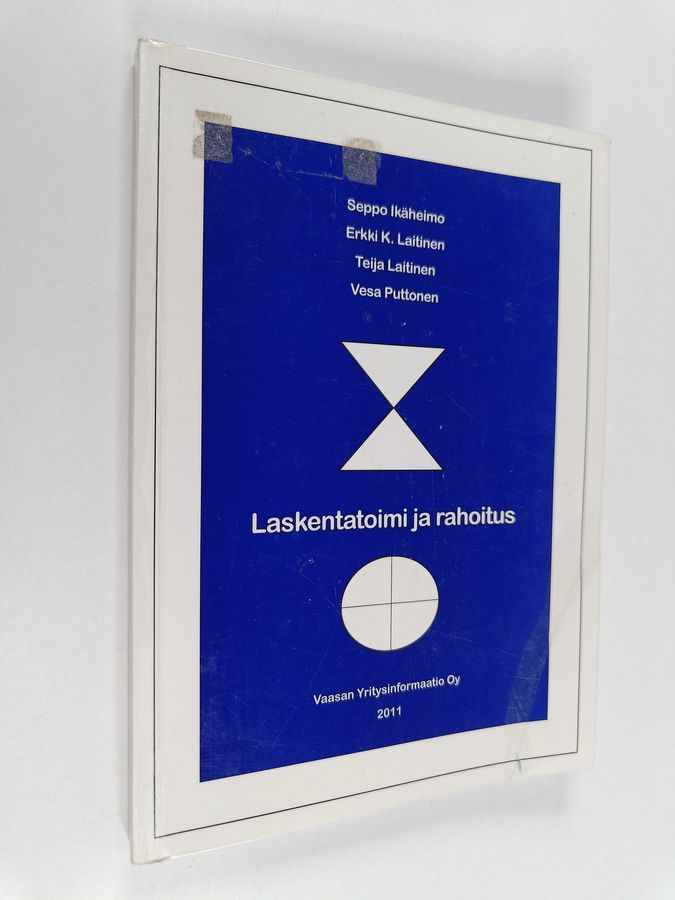 Seppo Ikäheimo
Erkki K. Laitinen
Teija Laitinen
Vesa Puttonen
Laskentatoimi ja rahoitus
Vaasan Yritysinformaatio Oy
2011